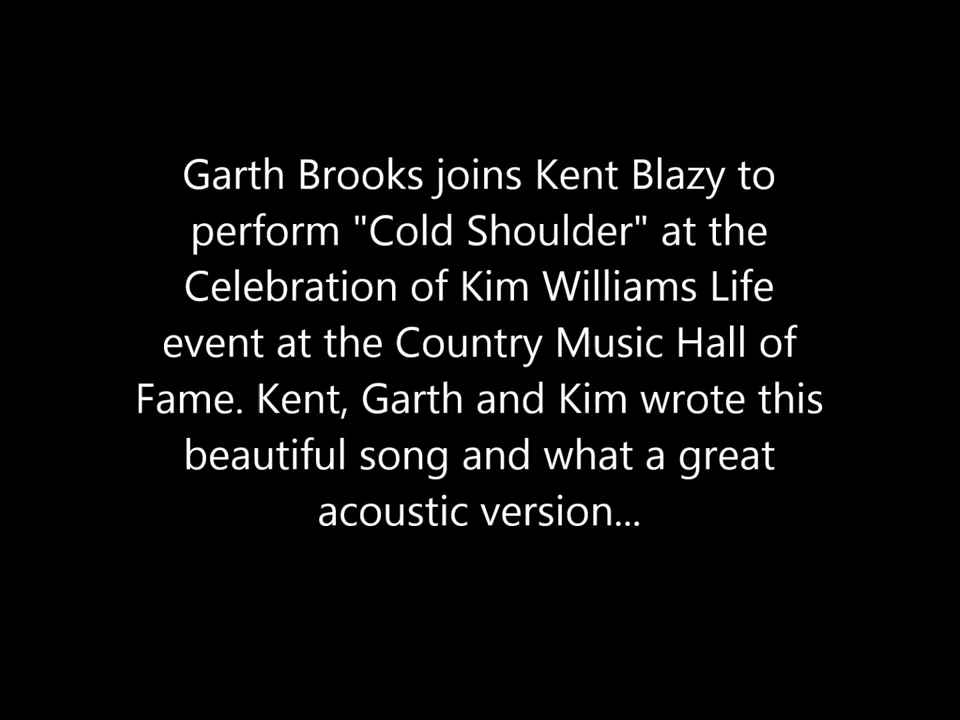 Garth Brooks joins Kent Blazy to
perform "Cold Shoulder" at the
Celebration of Kim Williams Life
event at the Country Music Hall of
Fame. Kent, Garth and Kim wrote this
beautiful song and what a great
acoustic version...